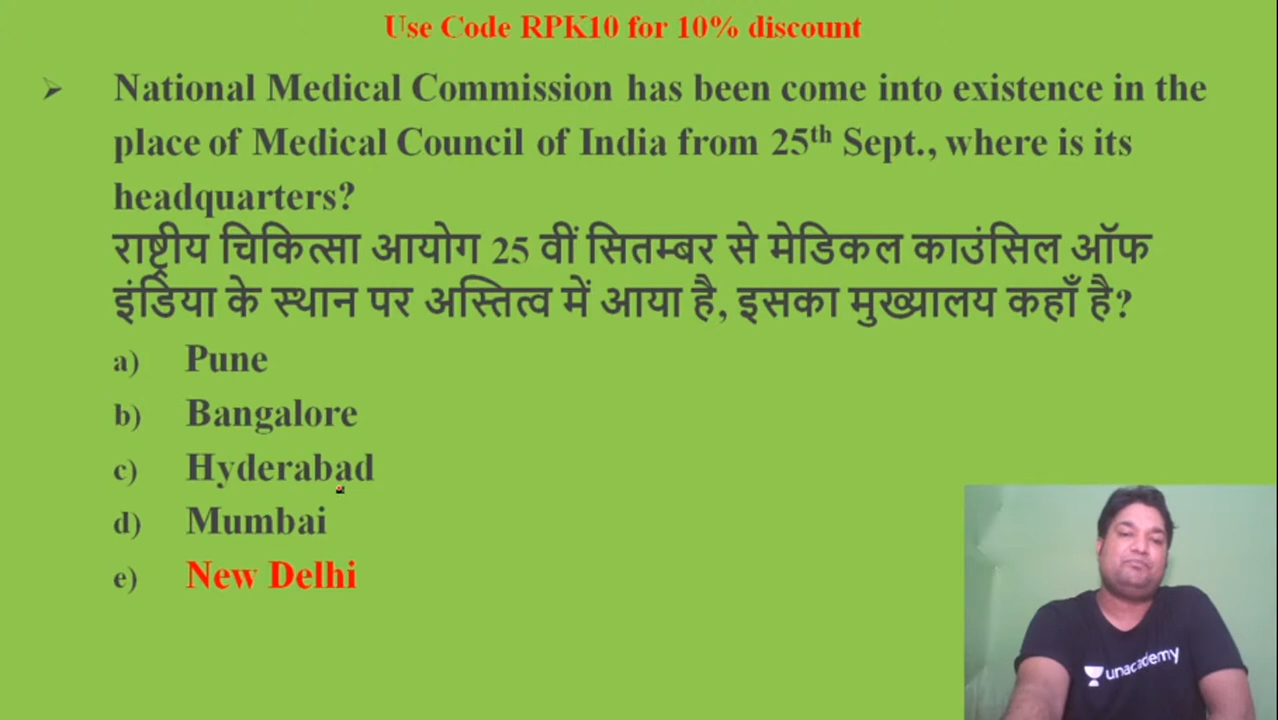 Use Code RPK10 for 10% discount
➢ National Medical Commission has been come into existence in the
place of Medical Council of India from 25th Sept., where is its
headquarters?
राष्ट्रीय चिकित्सा आयोग 25 वीं सितम्बर से मेडिकल काउंसिल ऑफ
इंडिया के स्थान पर अस्तित्व में आया है, इसका मुख्यालय कहाँ है?
a) Pune
b) Bangalore
c) Hyderabad
d) Mumbai
e) New Delhi
unacademy